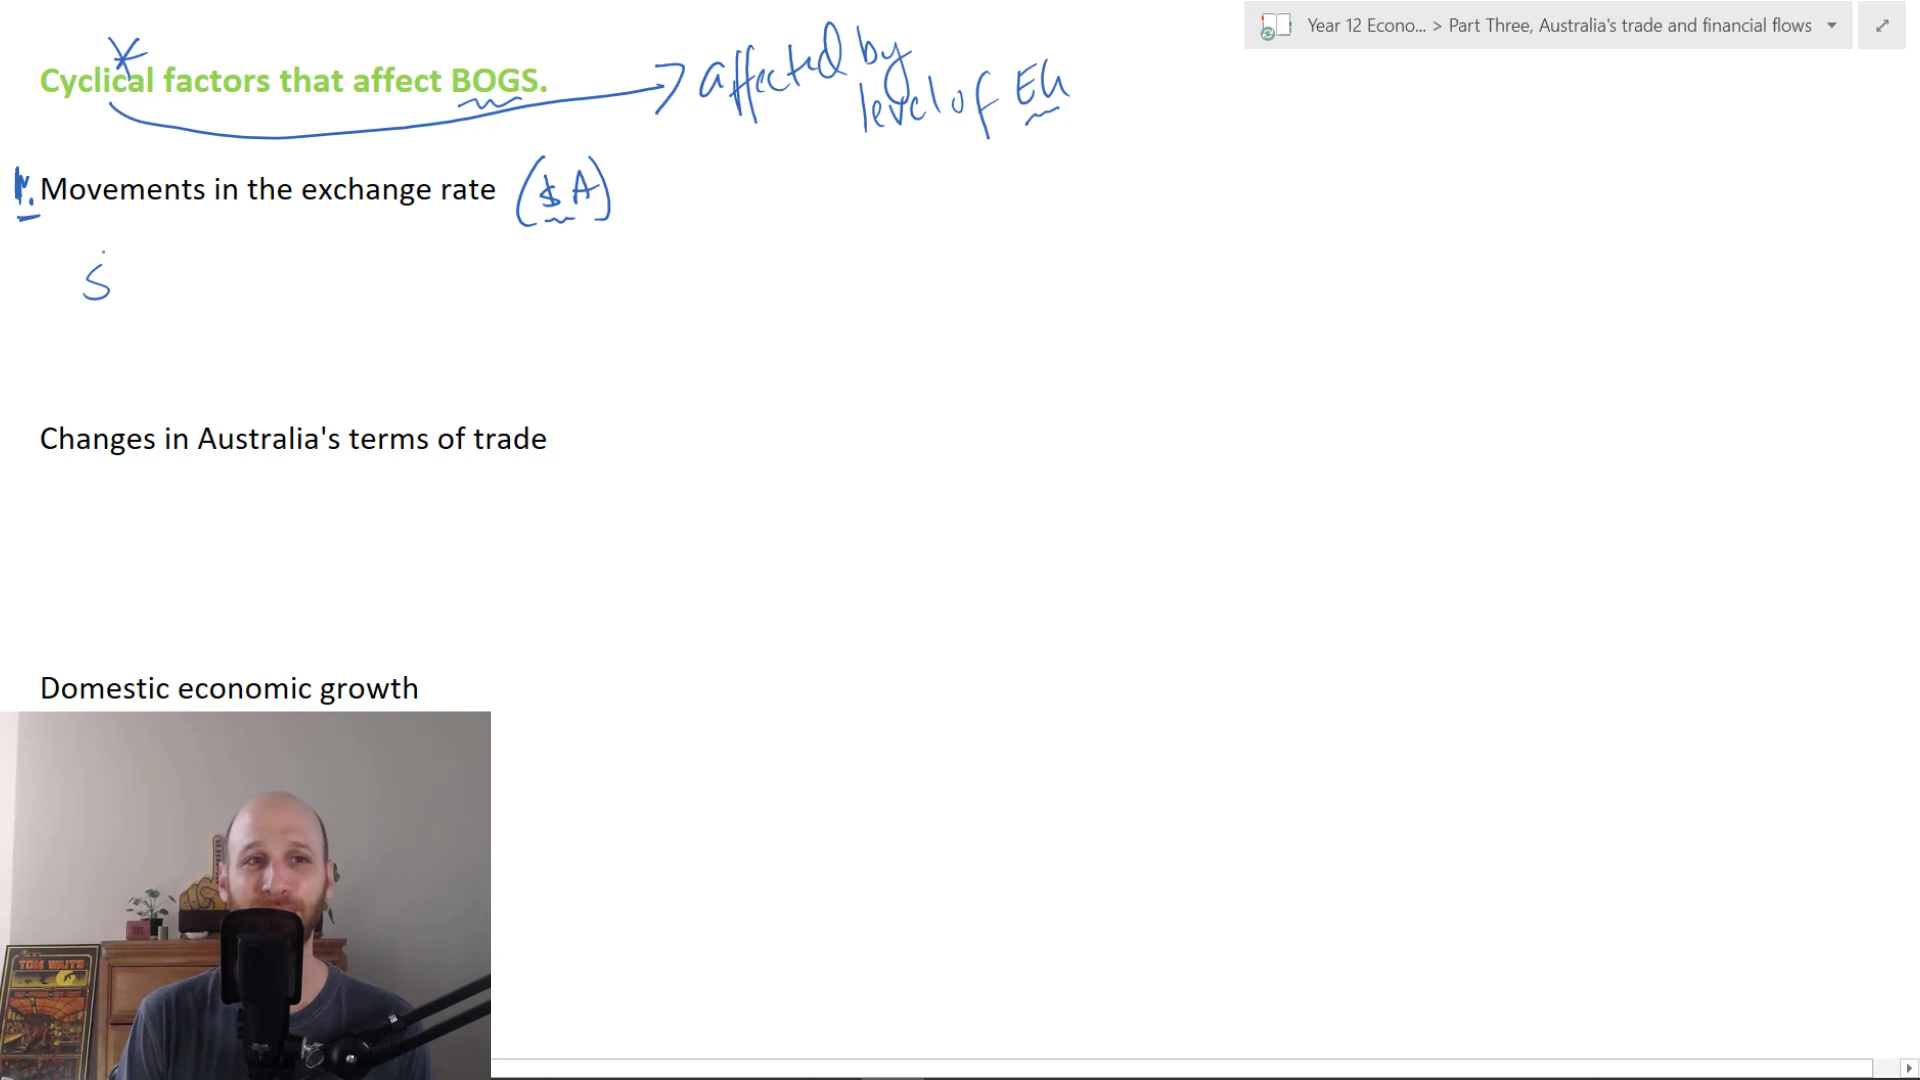 Year 12 Econo... > Part Three, Australia's trade and financial flows
Cyclical factors that affect BOGS.
affected by
level of EG
1. Movements in the exchange rate ($A)
S
Changes in Australia's terms of trade
Domestic economic growth
TOM WAITS